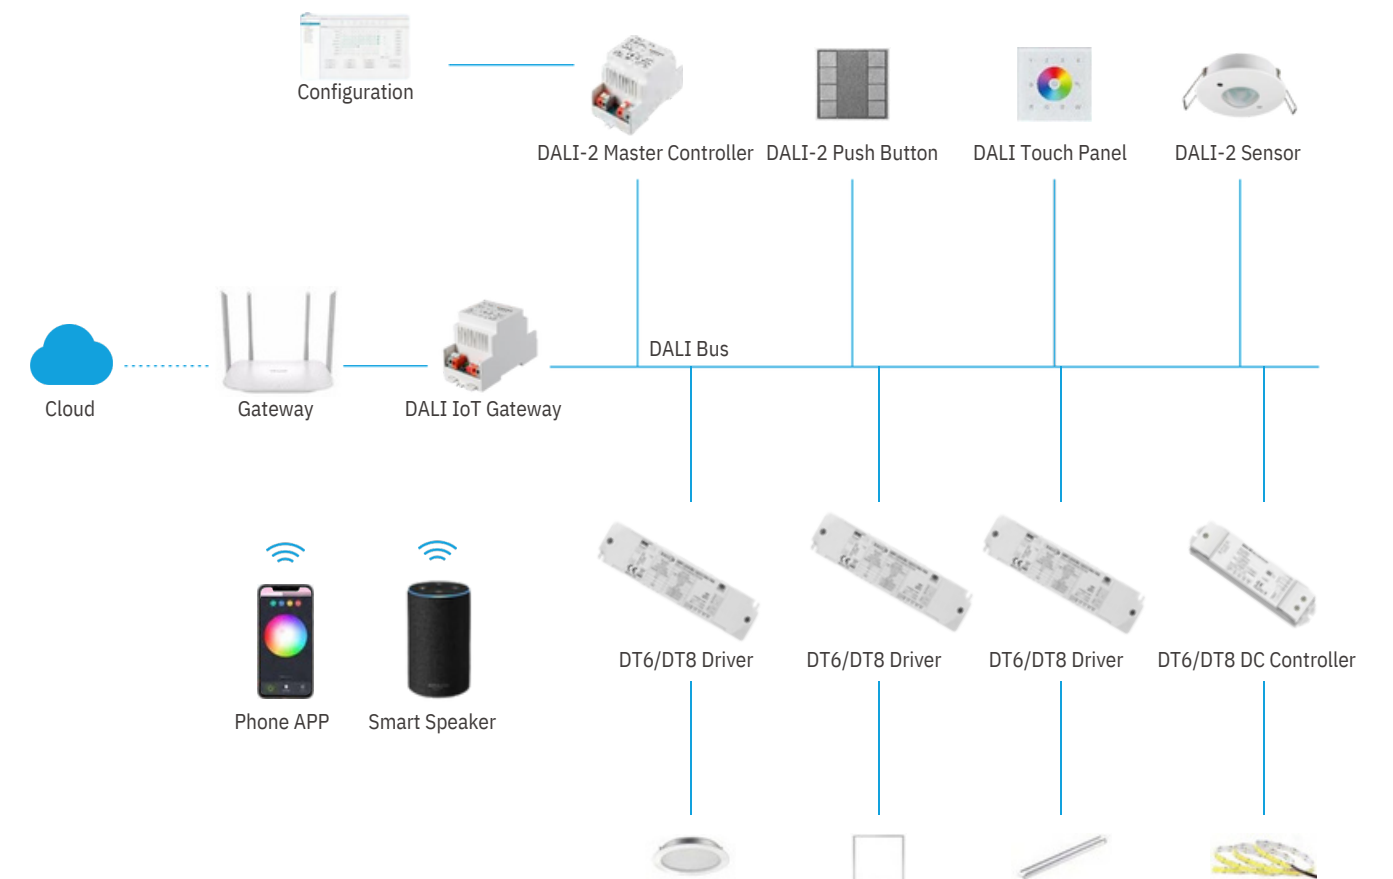 Configuration
DALI-2 Master Controller
DALI-2 Push Button
DALI Touch Panel
DALI-2 Sensor
DALI Bus
Cloud
Gateway
DALI IoT Gateway
DT6/DT8 Driver
DT6/DT8 Driver
DT6/DT8 Driver
DT6/DT8 DC Controller
Phone APP
Smart Speaker